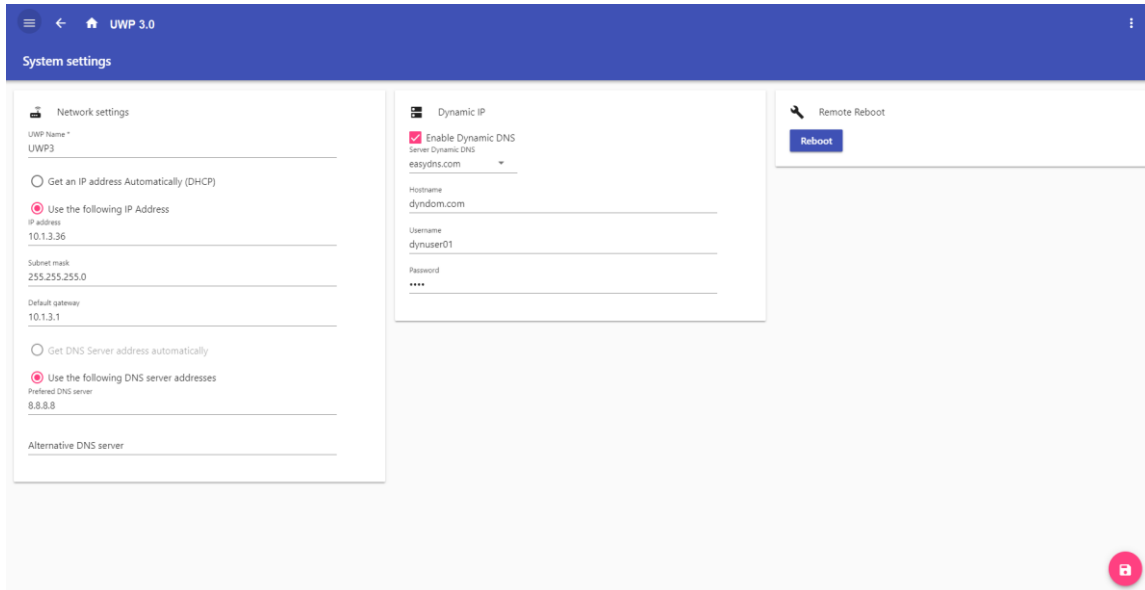 UWP 3.0
System settings
Network settings
UWP Name *
UWP3
Get an IP address Automatically (DHCP)
Use the following IP Address
IP address
10.1.3.36
Subnet mask
255.255.255.0
Default gateway
10.1.3.1
Get DNS Server address automatically
Use the following DNS server addresses
Prefered DNS server
8.8.8.8
Alternative DNS server
Dynamic IP
Enable Dynamic DNS
Server Dynamic DNS
easydns.com
Hostname
dyndom.com
Username
dynuser01
Password
••••
Remote Reboot
Reboot